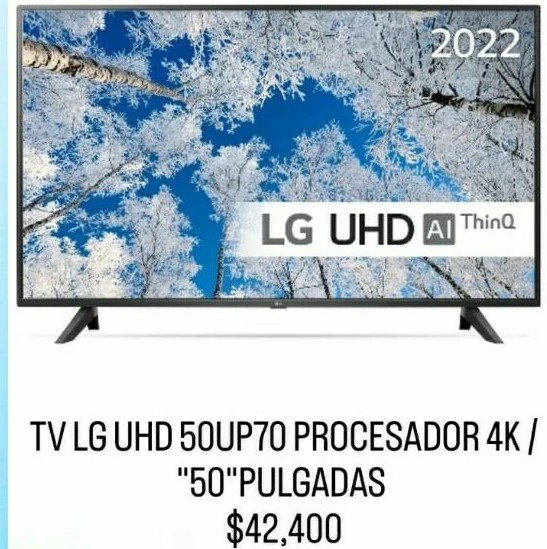 2022
LG UHD AI ThinQ
TV LG UHD 50UP70 PROCESADOR 4K /
"50"PULGADAS
$42,400